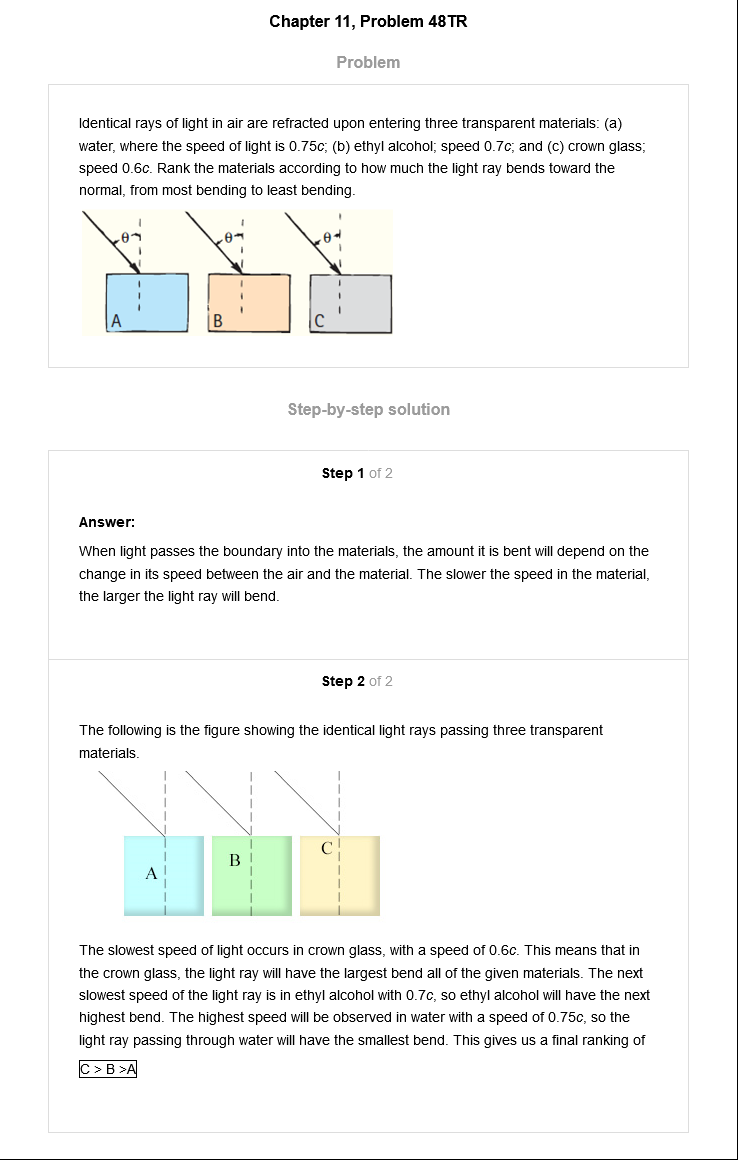 Chapter 11, Problem 48TR
Problem
Identical rays of light in air are refracted upon entering three transparent materials: (a)
water, where the speed of light is 0.75c; (b) ethyl alcohol; speed 0.7c; and (c) crown glass;
speed 0.6c. Rank the materials according to how much the light ray bends toward the
normal, from most bending to least bending.
θ θ θ
A B C
Step-by-step solution
Step 1 of 2
Answer:
When light passes the boundary into the materials, the amount it is bent will depend on the
change in its speed between the air and the material. The slower the speed in the material,
the larger the light ray will bend.
Step 2 of 2
The following is the figure showing the identical light rays passing three transparent
materials.
A B C
The slowest speed of light occurs in crown glass, with a speed of 0.6c. This means that in
the crown glass, the light ray will have the largest bend all of the given materials. The next
slowest speed of the light ray is in ethyl alcohol with 0.7c, so ethyl alcohol will have the next
highest bend. The highest speed will be observed in water with a speed of 0.75c, so the
light ray passing through water will have the smallest bend. This gives us a final ranking of
C > B >A